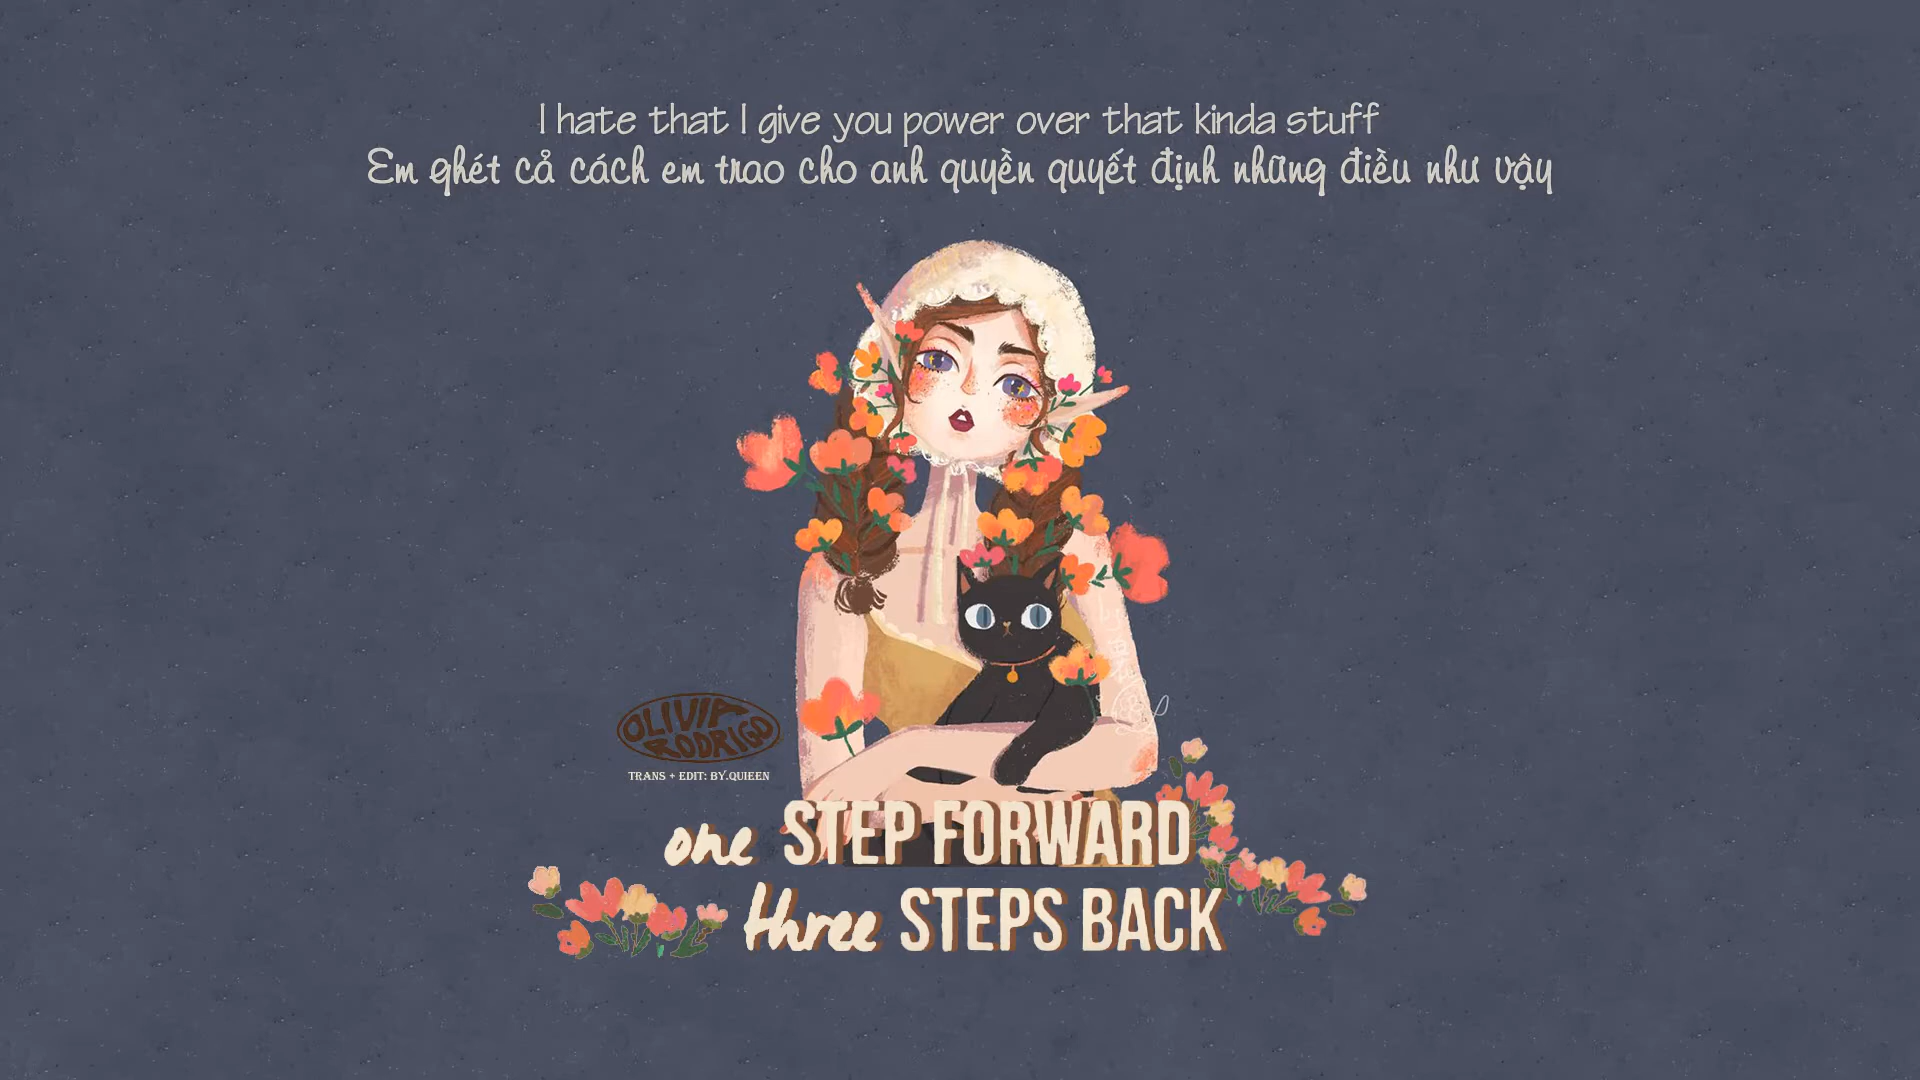 I hate that I give you power over that kinda stuff
Em ghét cả cách em trao cho anh quyền quyết định những điều như vậy
OLIVIA
RODRIGO
TRANS + EDIT: BY.QUIEEN
one STEP FORWARD
three STEPS BACK